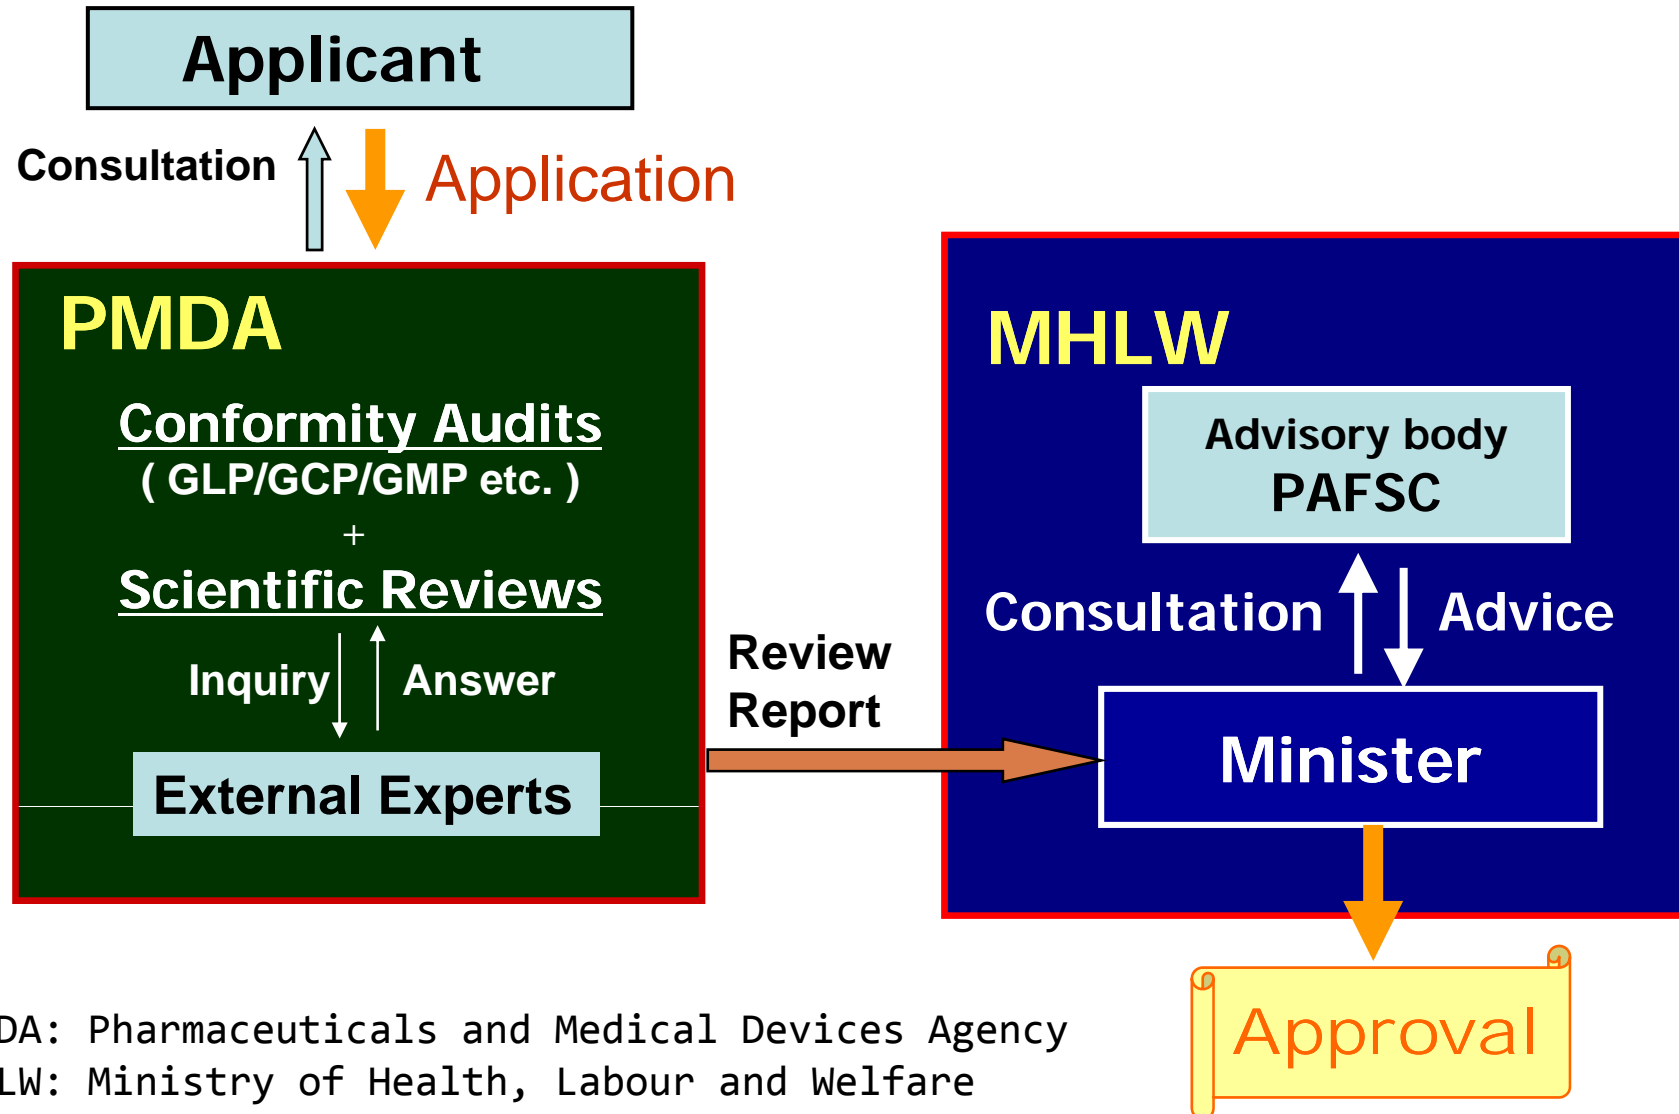 Applicant
Consultation
Application
PMDA
Conformity Audits
( GLP/GCP/GMP etc. )
+
Scientific Reviews
Inquiry
Answer
External Experts
Review
Report
MHLW
Advisory body
PAFSC
Consultation
Advice
Minister
Approval
DA: Pharmaceuticals and Medical Devices Agency
LW: Ministry of Health, Labour and Welfare